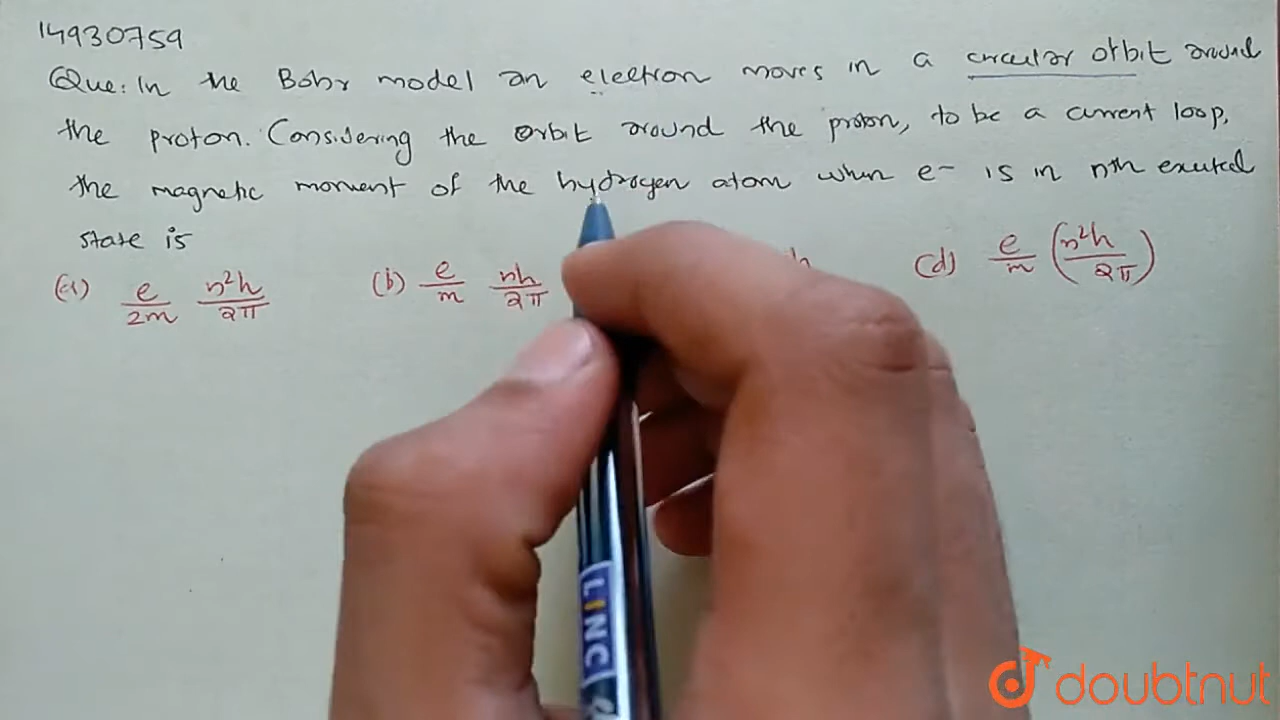 14930759
Que: In the Bohr model an electron moves in a circular orbit around
the proton. Considering the orbit around the proton, to be a current loop,
the magnetic moment of the hydrogen atom when e- is in nth excited
state is
(a) e/2m n²h/2π (b) e/m nh/2π h (d) e/m (n²h/2π)
LINC
doubtnut